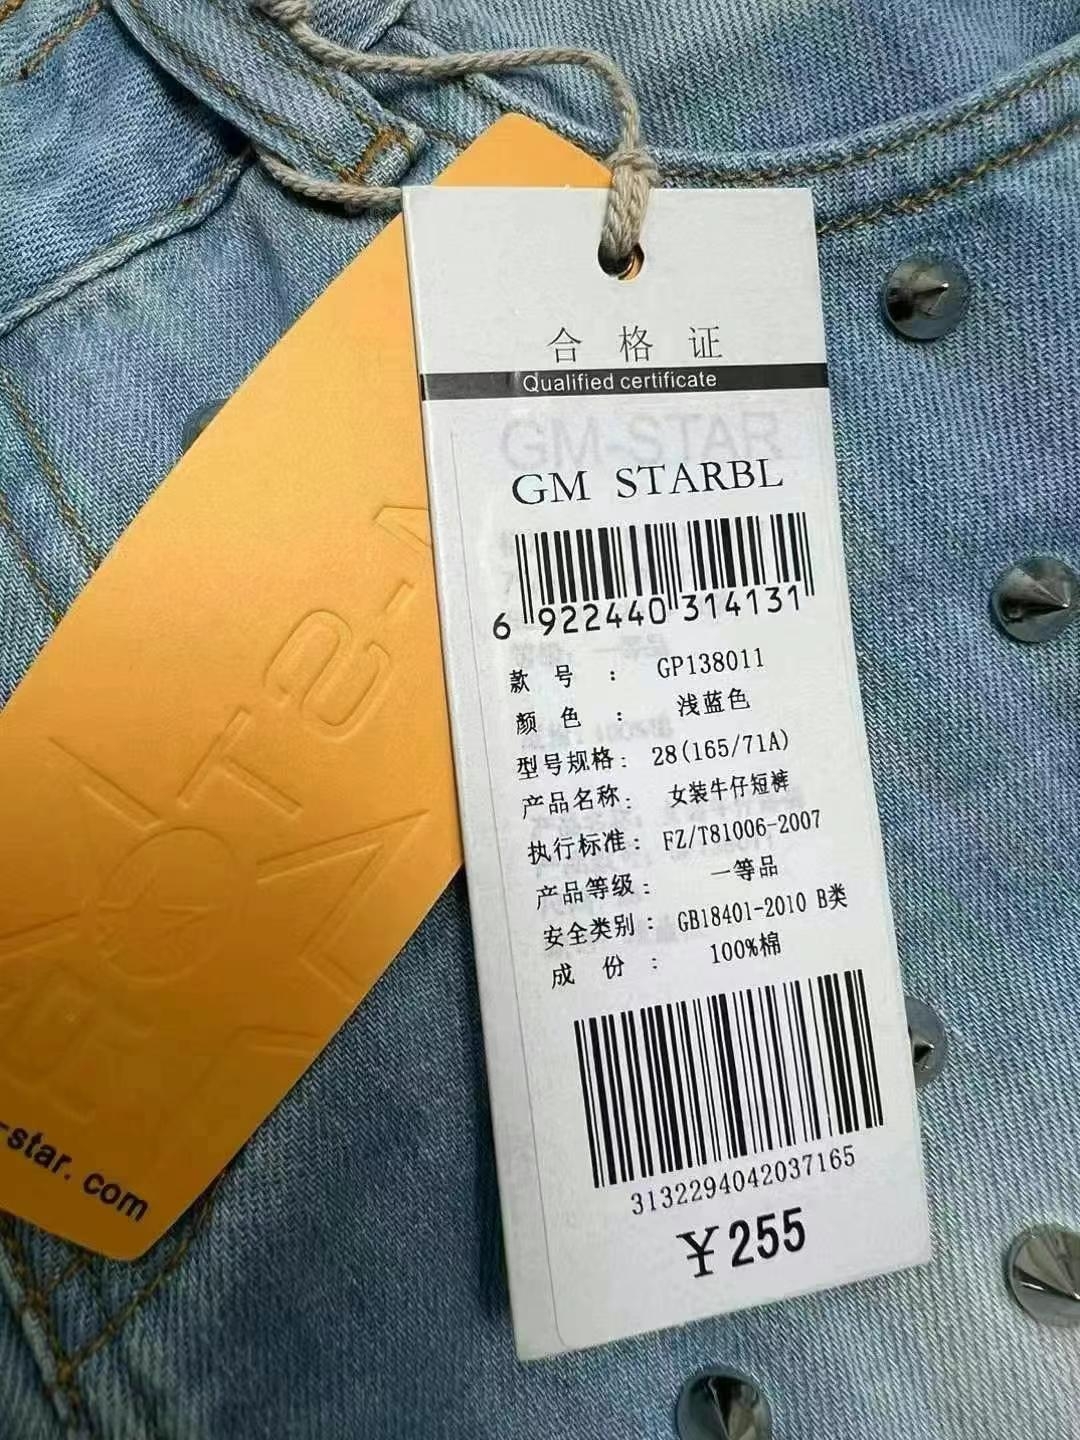 合格证
Qualified certificate
GM-STAR
GM STARBL
6 922440 314131
款号: GP138011
颜色: 浅蓝色
型号规格: 28(165/71A)
产品名称: 女装牛仔短裤
执行标准: FZ/T81006-2007
产品等级: 一等品
安全类别: GB18401-2010 B类
成份: 100%棉
3132294042037165
¥255
-star.com